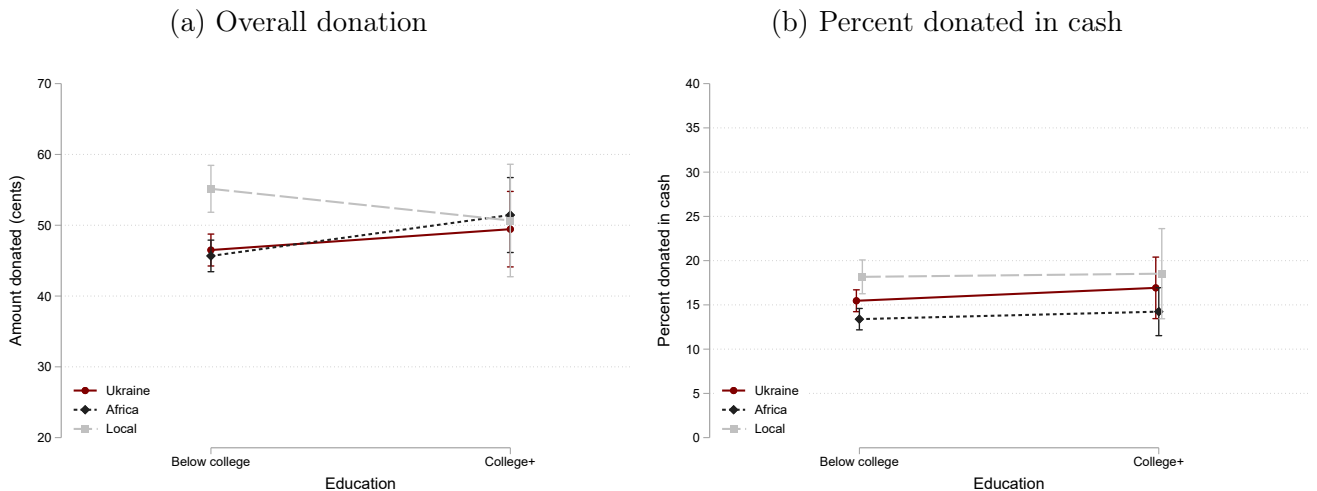 (a) Overall donation
70
60
50
40
30
20
Amount donated (cents)
Ukraine
Africa
Local
Below college
College+
Education
(b) Percent donated in cash
40
35
30
25
20
15
10
5
0
Percent donated in cash
Ukraine
Africa
Local
Below college
College+
Education